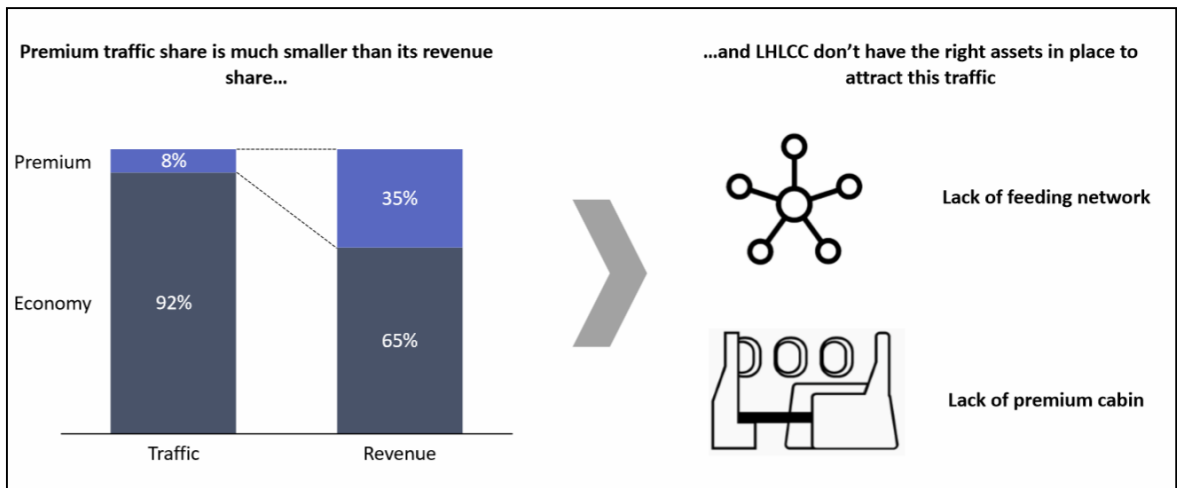 Premium traffic share is much smaller than its revenue
share...
Premium
8%
35%
Economy
92%
65%
Traffic
Revenue
...and LHLCC don’t have the right assets in place to
attract this traffic
Lack of feeding network
Lack of premium cabin